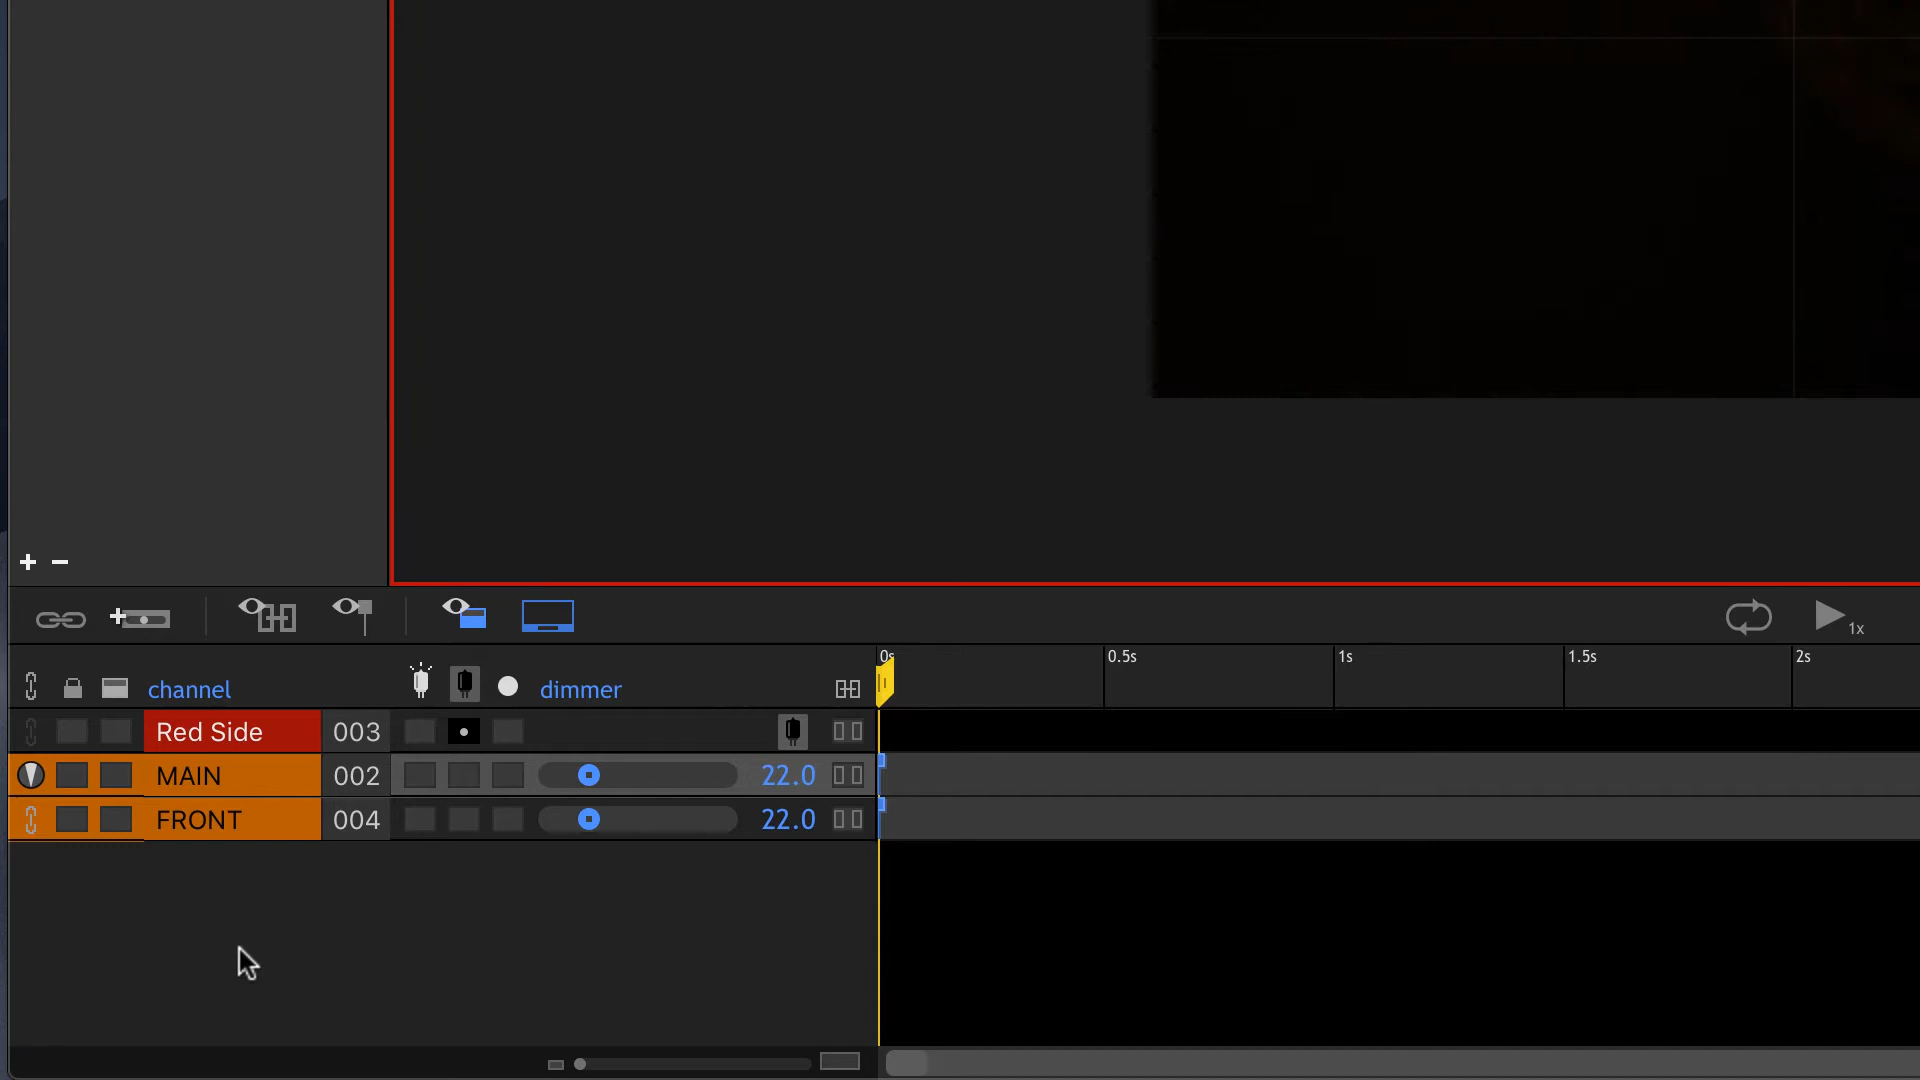 1x
0s 0.5s 1s 1.5s 2s
channel dimmer
Red Side 003
MAIN 002 22.0
FRONT 004 22.0